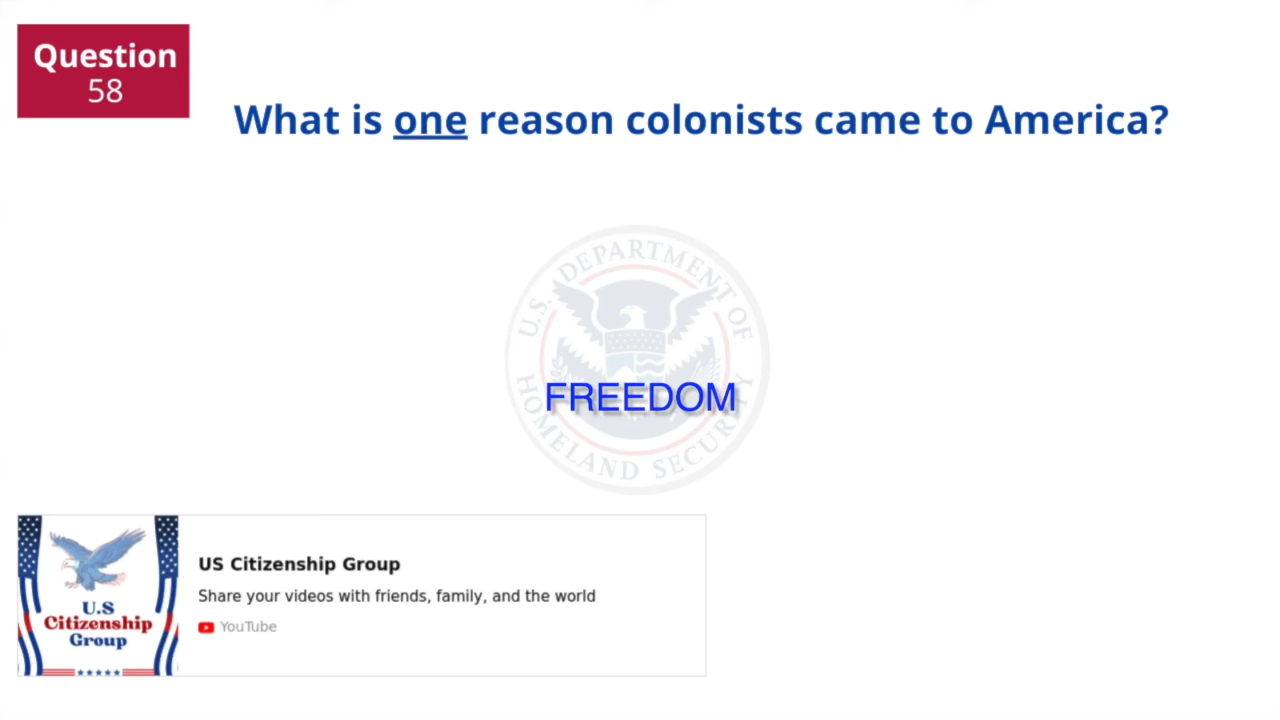 Question
58
What is one reason colonists came to America?
U.S. DEPARTMENT OF
HOMELAND SECURITY
FREEDOM
U.S
Citizenship
Group
US Citizenship Group
Share your videos with friends, family, and the world
YouTube